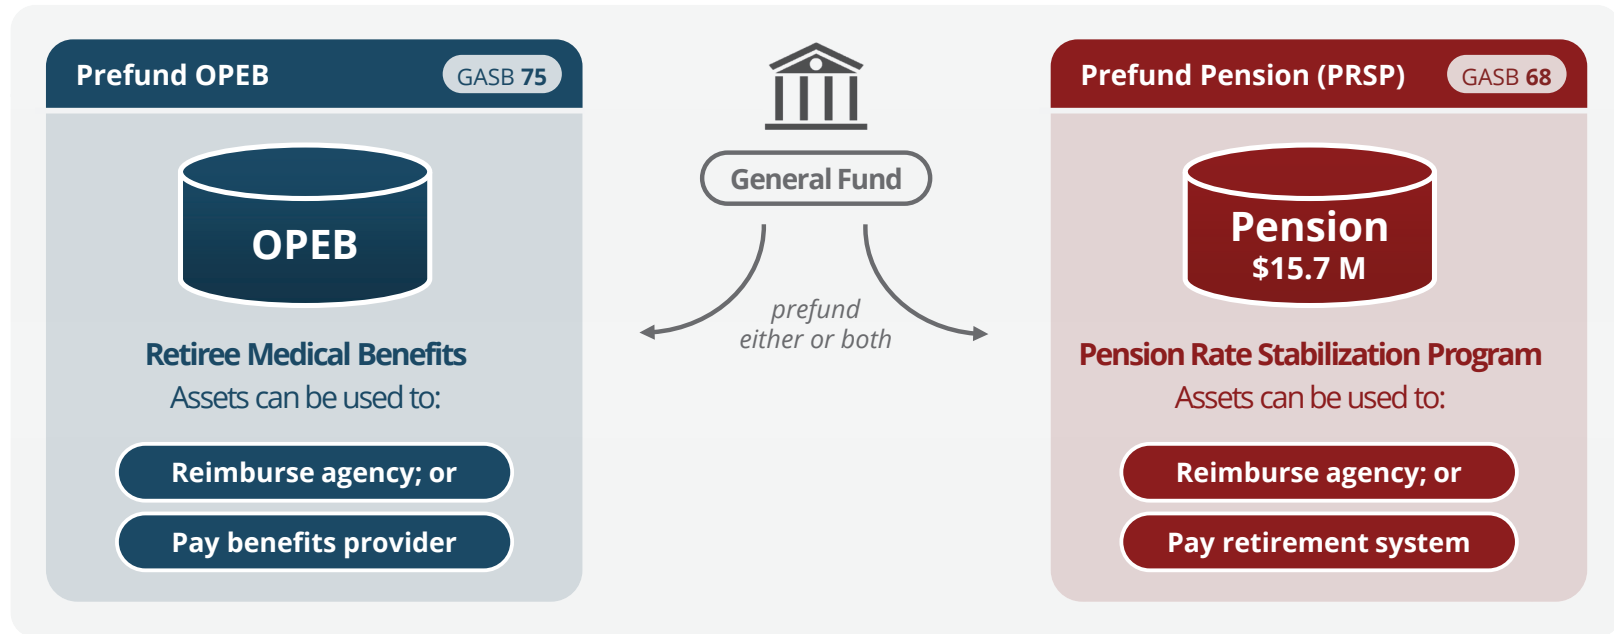 Prefund OPEB
GASB 75
OPEB
Retiree Medical Benefits
Assets can be used to:
Reimburse agency; or
Pay benefits provider
General Fund
prefund
either or both
Prefund Pension (PRSP)
GASB 68
Pension
$15.7 M
Pension Rate Stabilization Program
Assets can be used to:
Reimburse agency; or
Pay retirement system